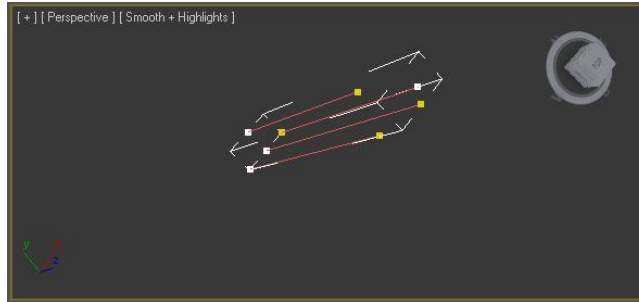 [ + ] [ Perspective ] [ Smooth + Highlights ]
y
x
z